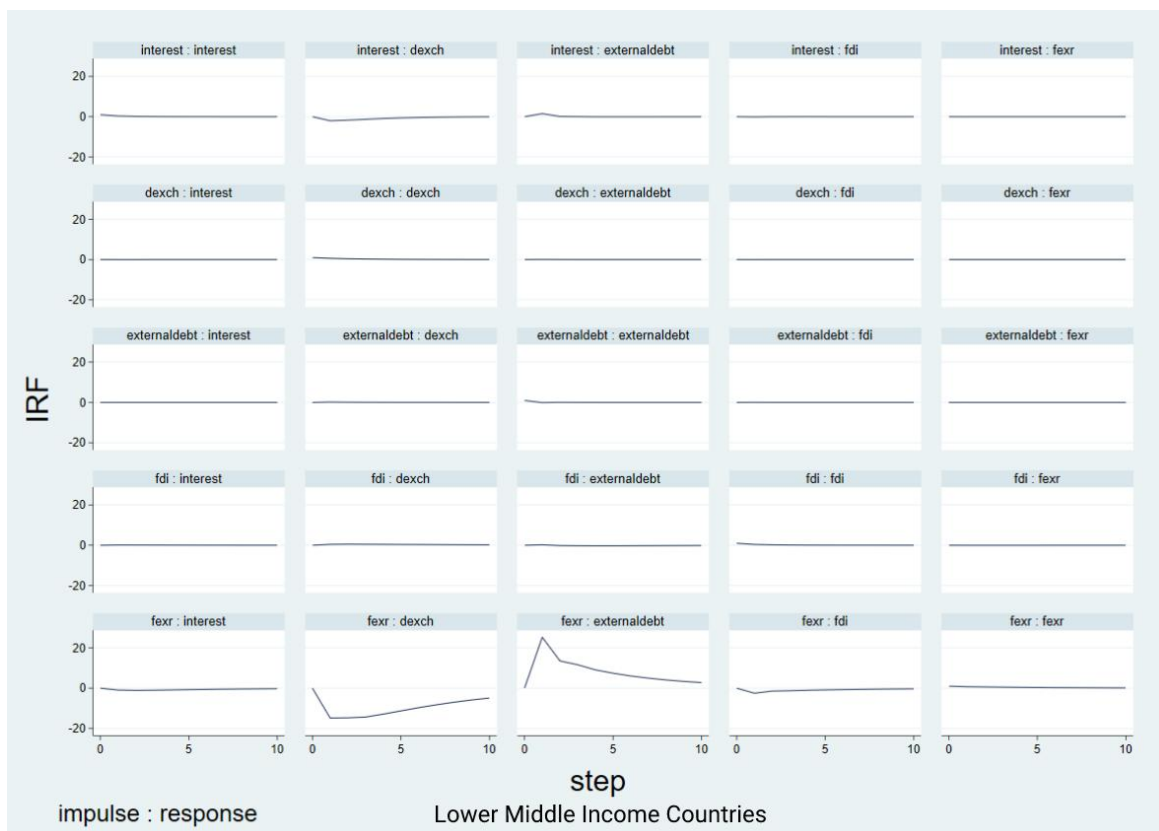 interest : interest interest : dexch interest : externaldebt interest : fdi interest : fexr
20
0
-20
dexch : interest dexch : dexch dexch : externaldebt dexch : fdi dexch : fexr
20
0
-20
externaldebt : interest externaldebt : dexch externaldebt : externaldebt externaldebt : fdi externaldebt : fexr
20
0
-20
IRF
fdi : interest fdi : dexch fdi : externaldebt fdi : fdi fdi : fexr
20
0
-20
fexr : interest fexr : dexch fexr : externaldebt fexr : fdi fexr : fexr
20
0
-20
0 5 10 0 5 10 0 5 10 0 5 10 0 5 10
step
impulse : response Lower Middle Income Countries